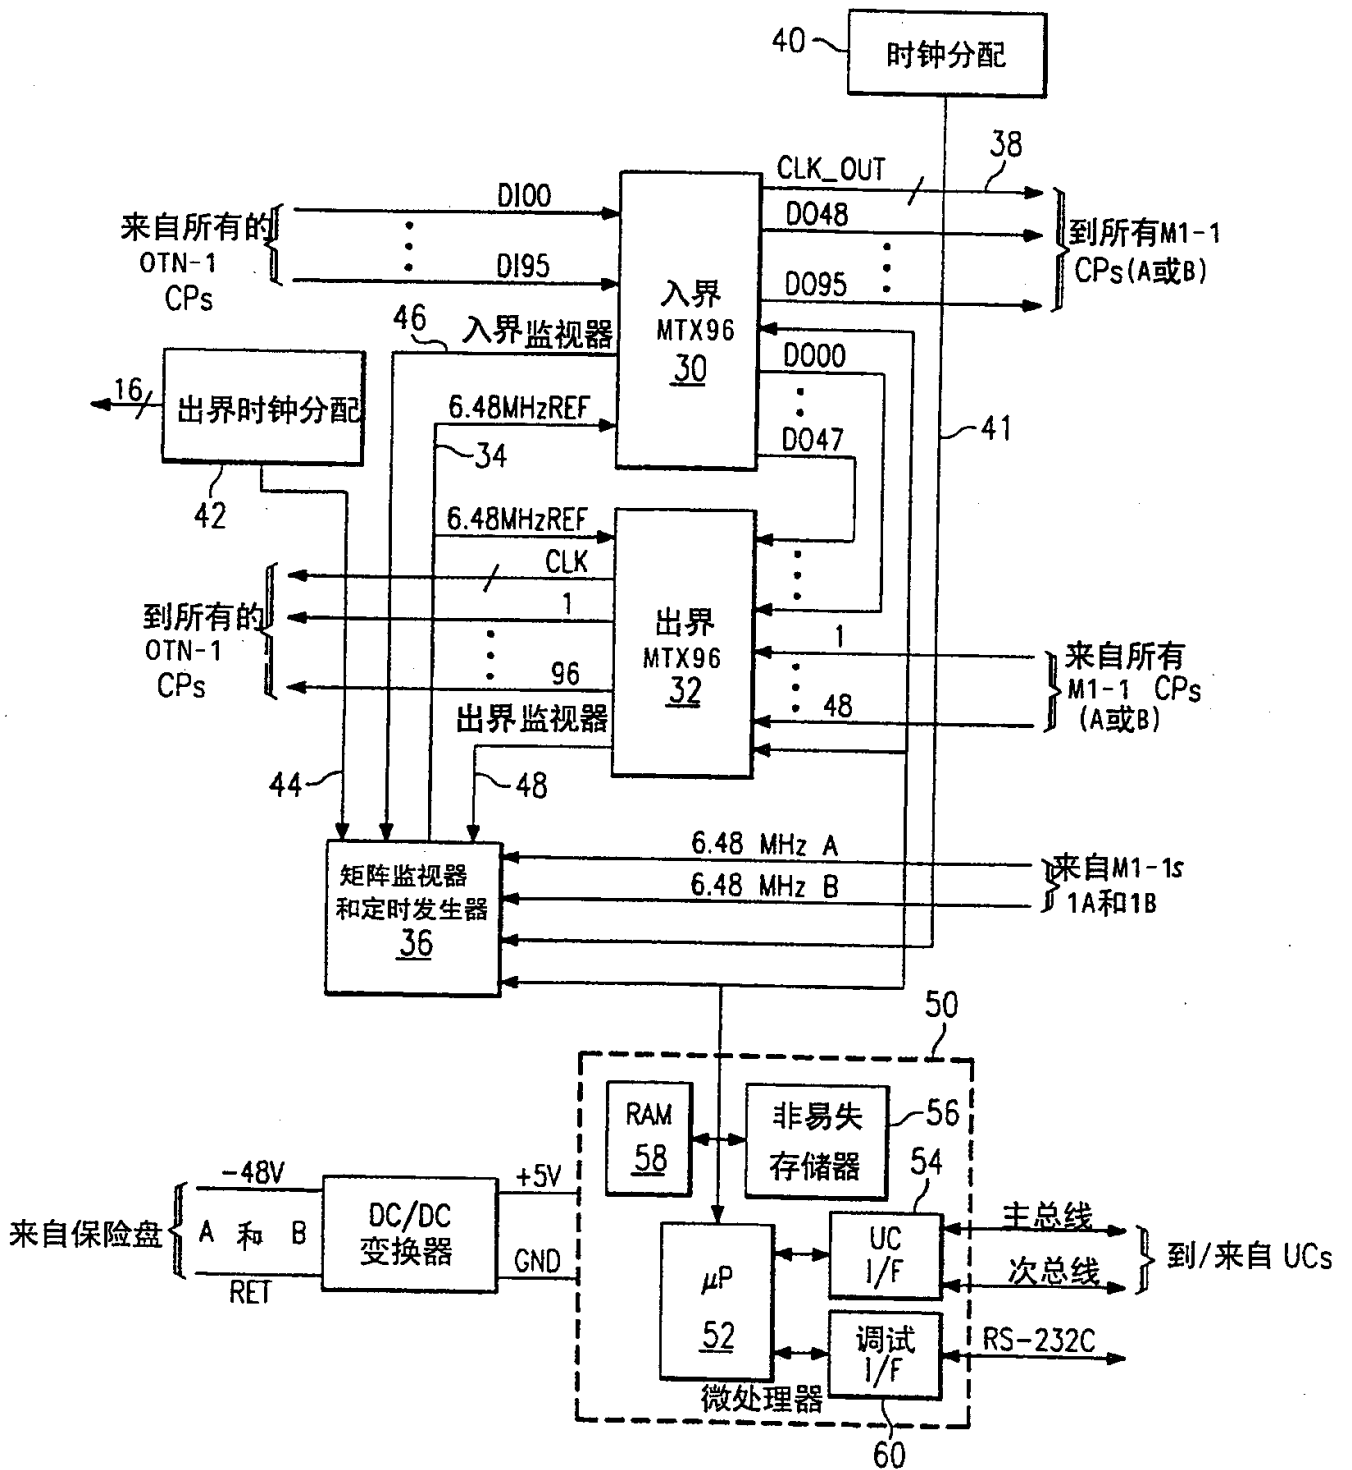 40
时钟分配
38
CLK_OUT
DI00
DO48
来自所有的
OTN-1
CPs
到所有M1-1
CPs(A或B)
DI95
DO95
入界
MTX96
30
46
入界监视器
DO00
16
出界时钟分配
6.48MHzREF
34
DO47
41
42
6.48MHzREF
CLK
1
到所有的
OTN-1
CPs
出界
MTX96
32
1
来自所有
M1-1 CPs
(A或B)
96
48
出界监视器
44
48
6.48 MHz A
6.48 MHz B
来自M1-1s
1A和1B
矩阵监视器
和定时发生器
36
50
RAM
58
非易失
存储器
56
54
-48V
+5V
来自保险盘
A 和 B
DC/DC
变换器
RET
GND
μP
52
微处理器
UC
I/F
主总线
次总线
到/来自 UCs
调试
I/F
RS-232C
60